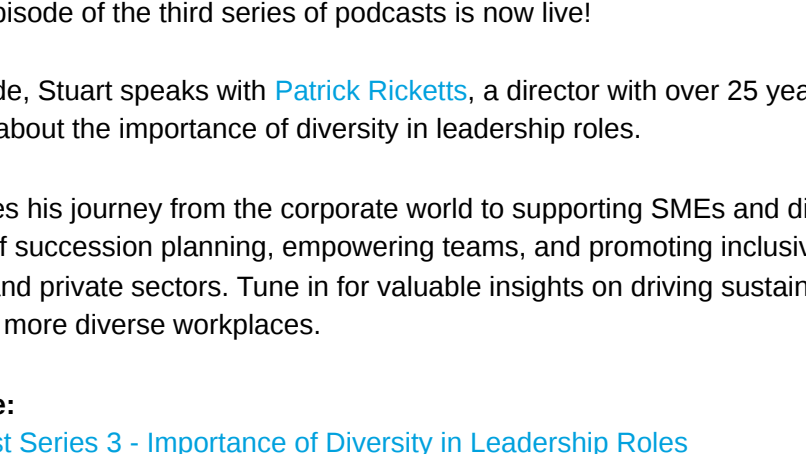 pisode of the third series of podcasts is now live!
de, Stuart speaks with Patrick Ricketts, a director with over 25 yea
about the importance of diversity in leadership roles.
es his journey from the corporate world to supporting SMEs and di
f succession planning, empowering teams, and promoting inclusiv
nd private sectors. Tune in for valuable insights on driving sustain
more diverse workplaces.
e:
st Series 3 - Importance of Diversity in Leadership Roles